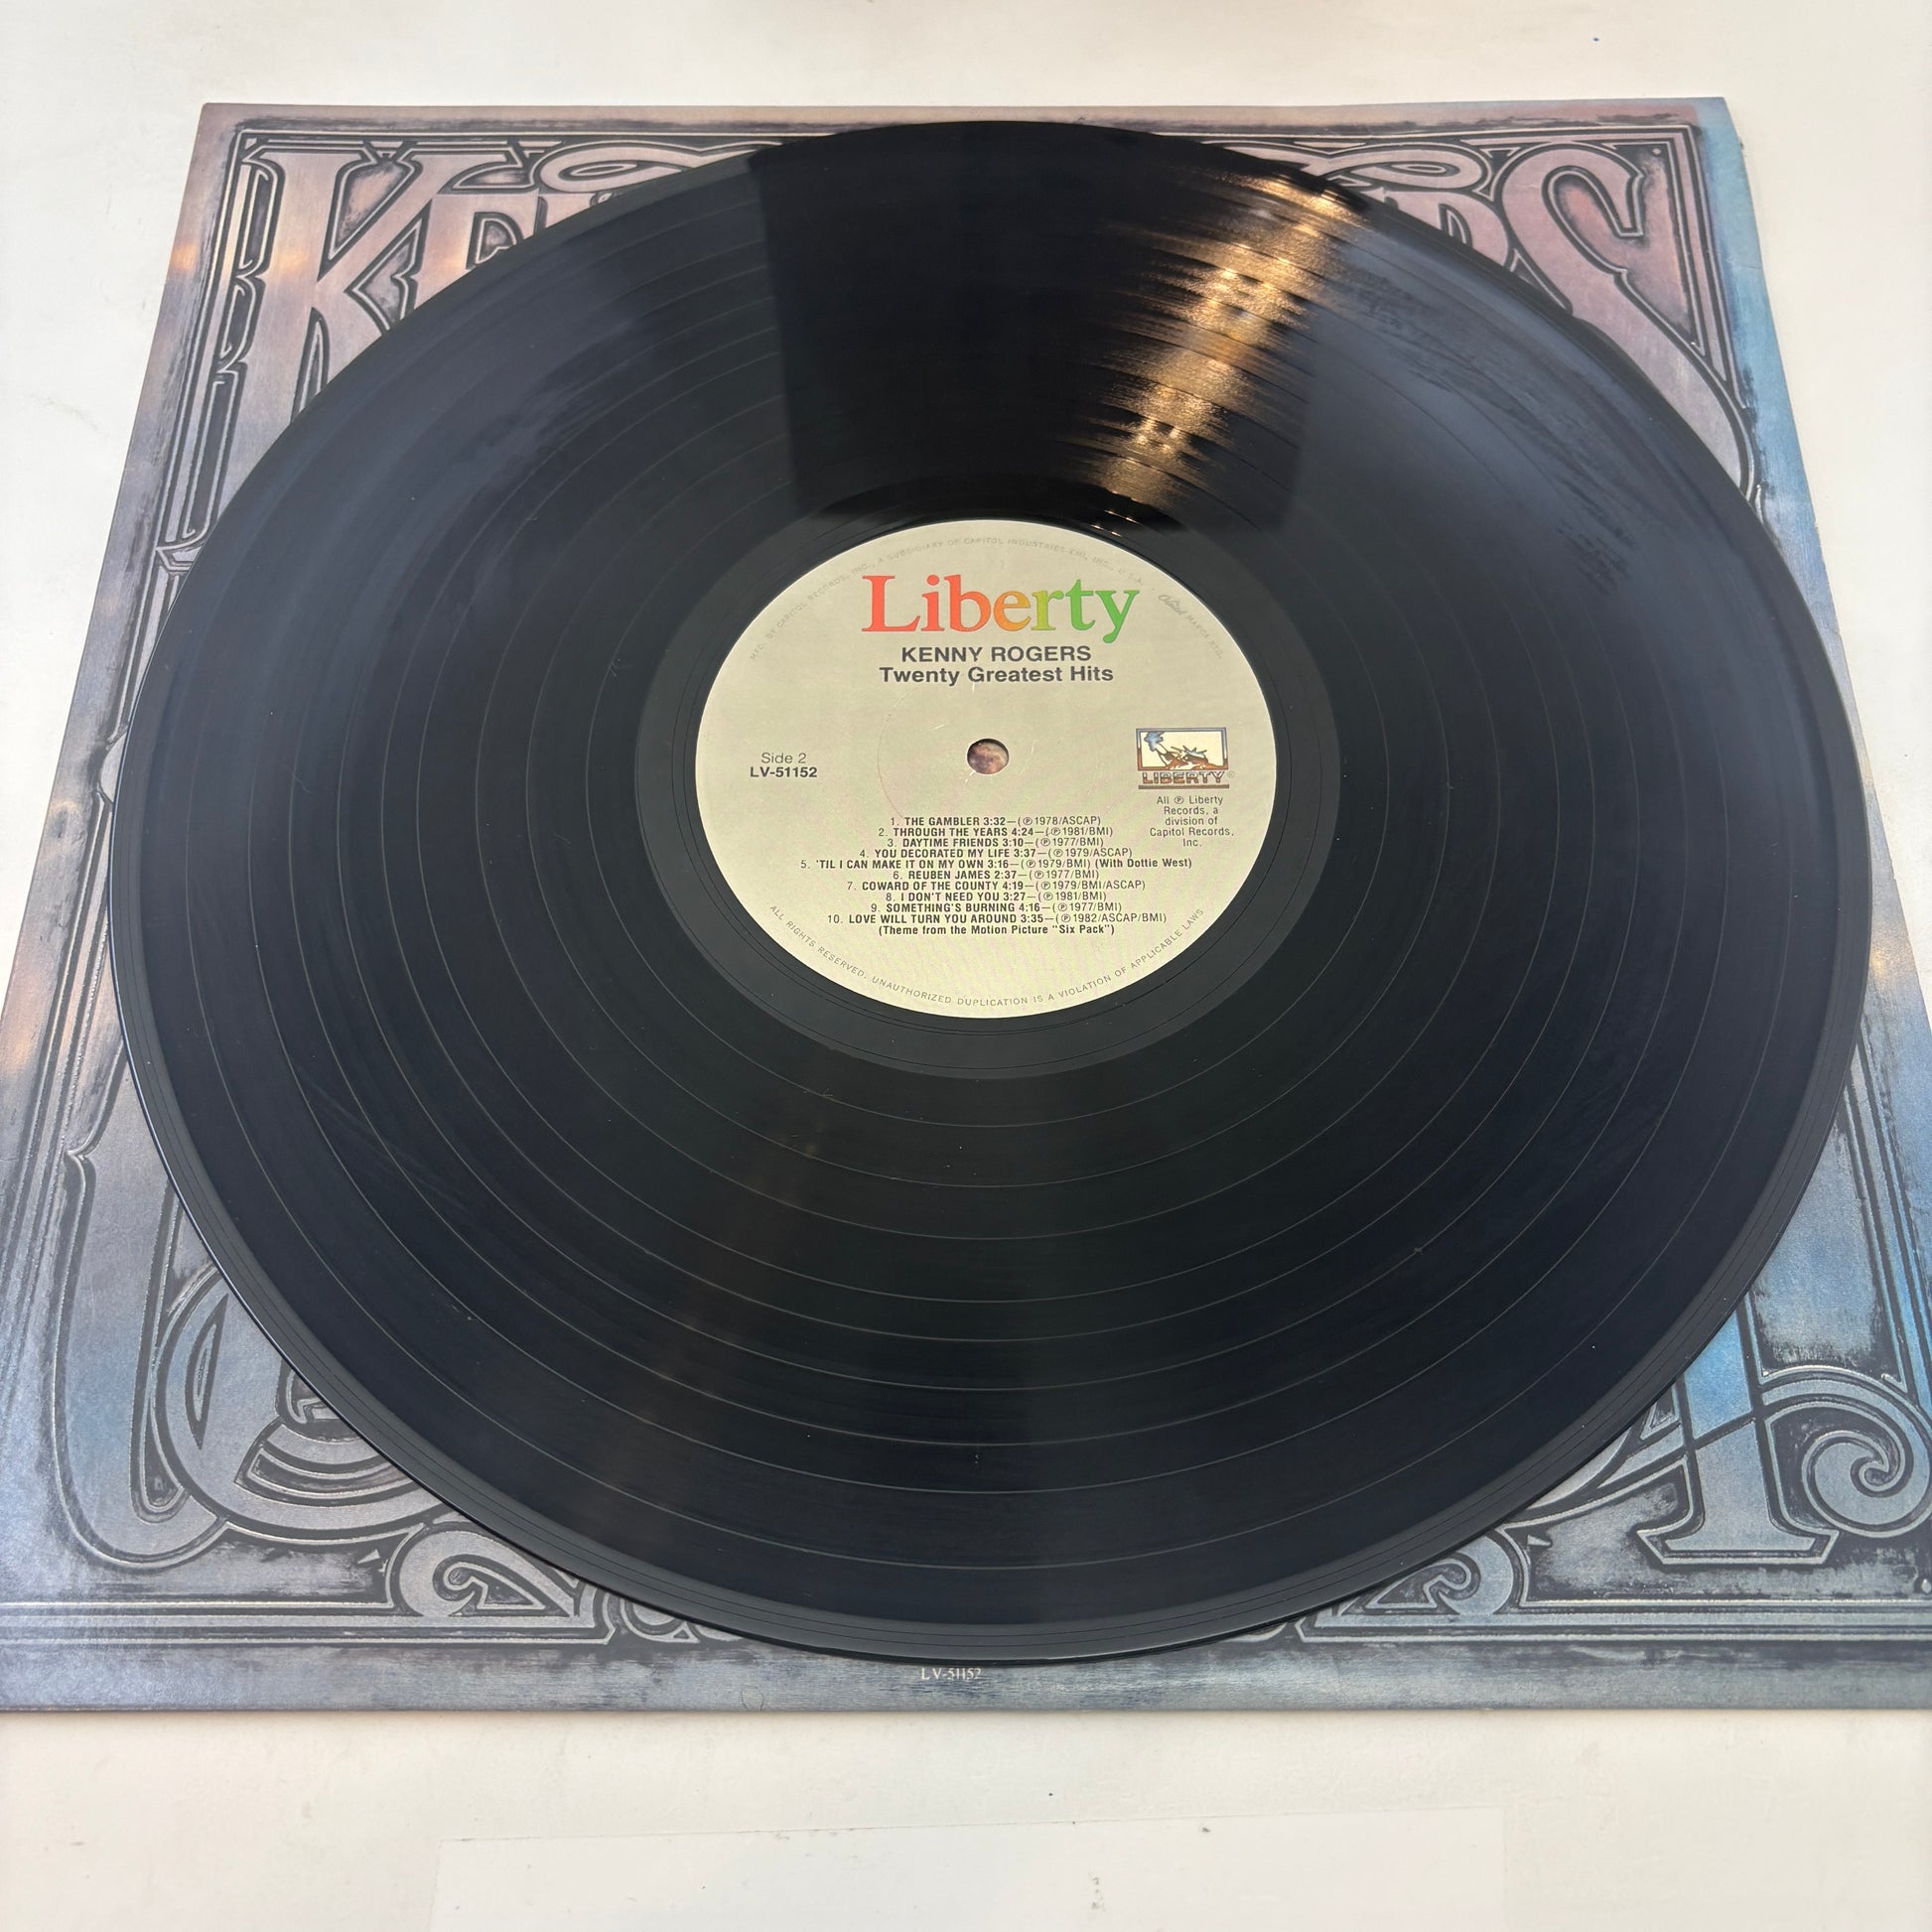 MFD. BY CAPITOL RECORDS, INC., A SUBSIDIARY OF CAPITOL INDUSTRIES-EMI, INC., U.S.A. Capitol MARCA REG.
Liberty
KENNY ROGERS
Twenty Greatest Hits
Side 2
LV-51152
LIBERTY®
All ℗ Liberty
Records, a
division of
Capitol Records,
Inc.
1. THE GAMBLER 3:32—(℗1978/ASCAP)
2. THROUGH THE YEARS 4:24—(℗1981/BMI)
3. DAYTIME FRIENDS 3:10—(℗1977/BMI)
4. YOU DECORATED MY LIFE 3:37—(℗1979/ASCAP)
5. 'TIL I CAN MAKE IT ON MY OWN 3:16—(℗1979/BMI) (With Dottie West)
6. REUBEN JAMES 2:37—(℗1977/BMI)
7. COWARD OF THE COUNTY 4:19—(℗1979/BMI/ASCAP)
8. I DON'T NEED YOU 3:27—(℗1981/BMI)
9. SOMETHING'S BURNING 4:16—(℗1977/BMI)
10. LOVE WILL TURN YOU AROUND 3:35—(℗1982/ASCAP/BMI)
(Theme from the Motion Picture "Six Pack")
ALL RIGHTS RESERVED. UNAUTHORIZED DUPLICATION IS A VIOLATION OF APPLICABLE LAWS
LV-51152